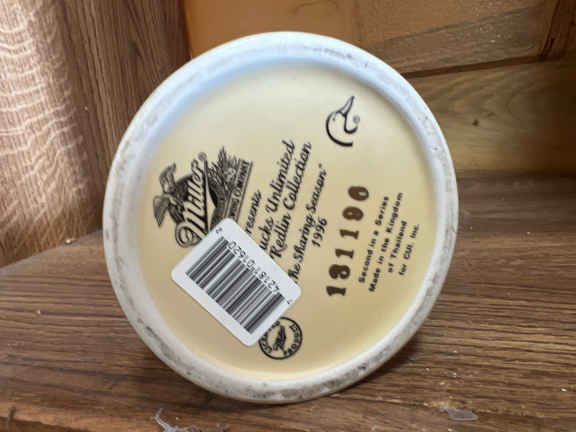 Miller
Ducks Unlimited
Redlin Collection
The Sharing Season"
1996
131196
Second in a Series
Made in the Kingdom
of Thailand
for CUI, Inc.